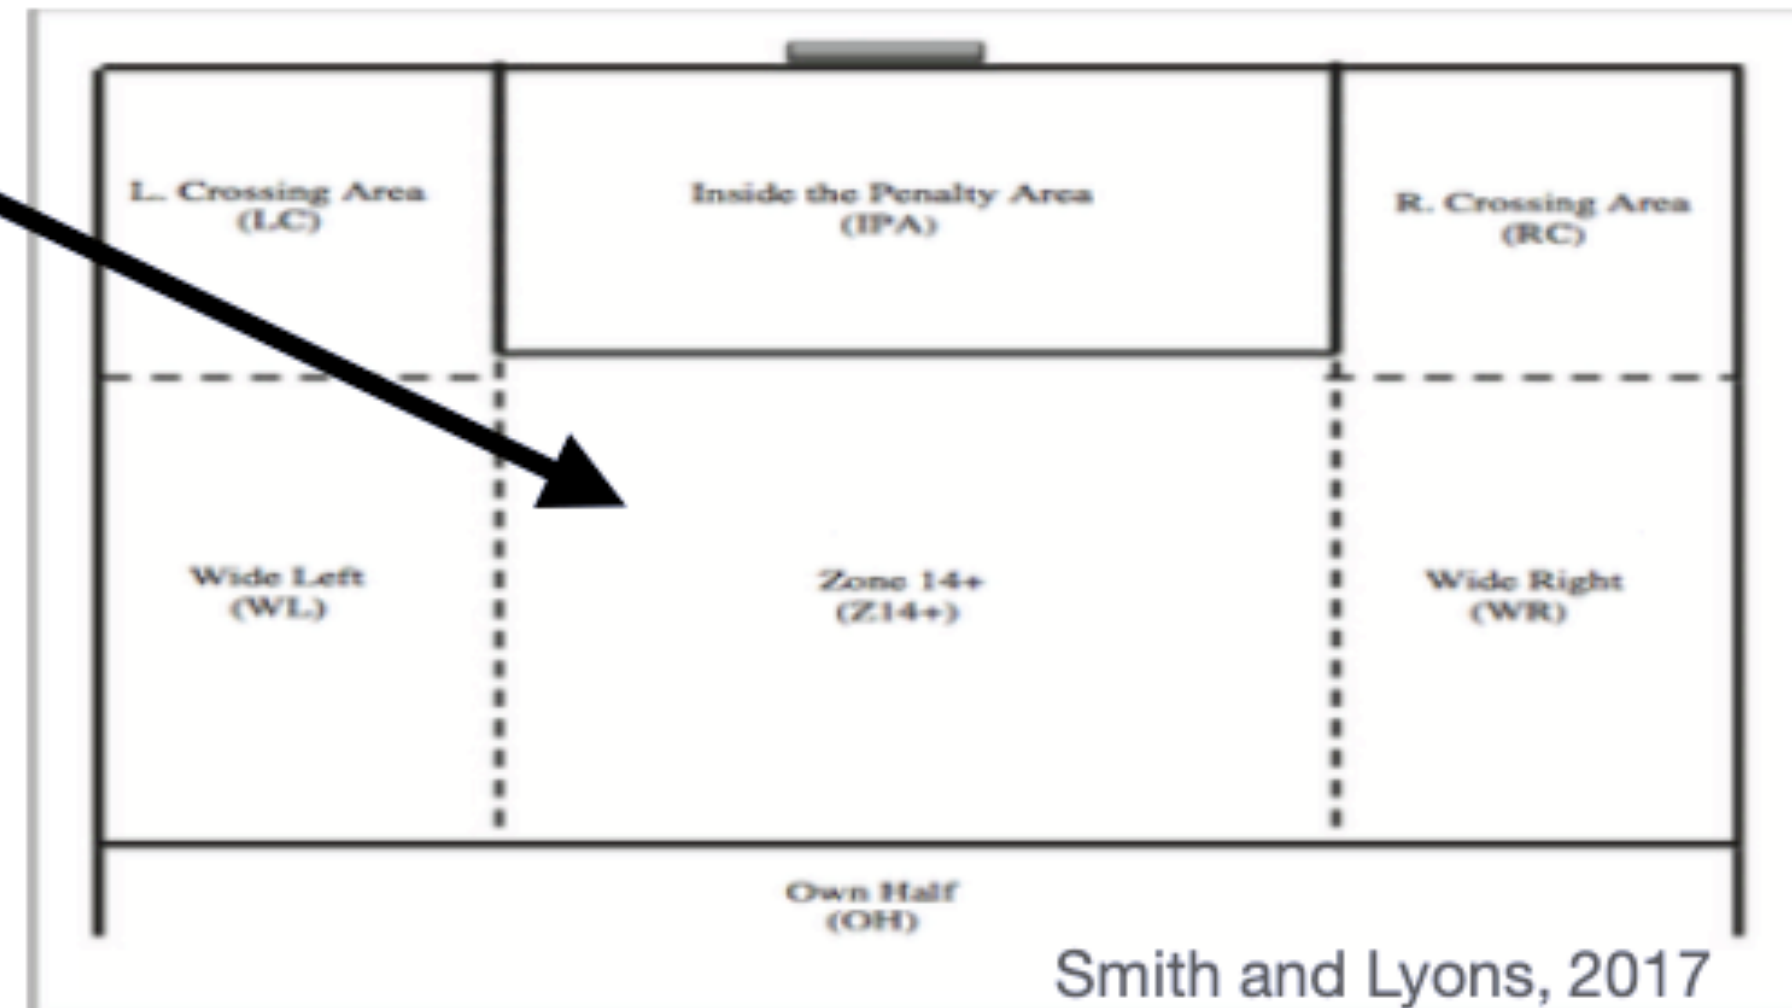 L. Crossing Area
(LC)
Inside the Penalty Area
(IPA)
R. Crossing Area
(RC)
Wide Left
(WL)
Zone 14+
(Z14+)
Wide Right
(WR)
Own Half
(OH)
Smith and Lyons, 2017